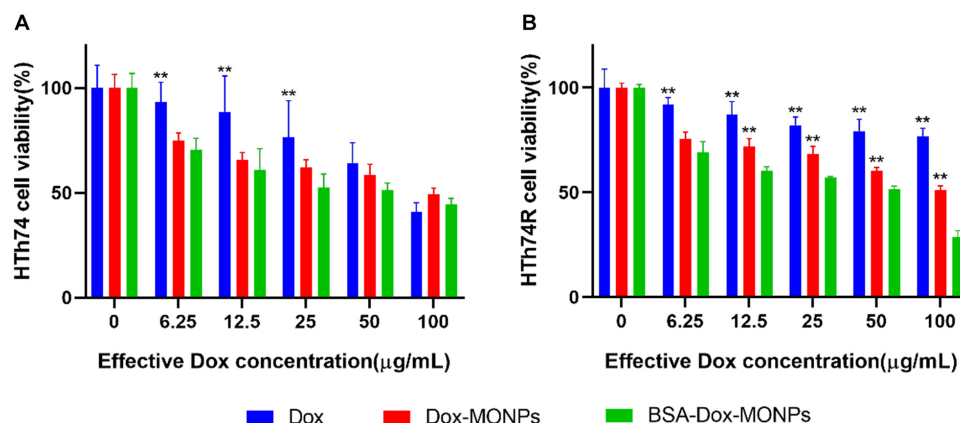 A
HTh74 cell viability(%)
100
50
0
** ** **
0 6.25 12.5 25 50 100
Effective Dox concentration(μg/mL)
B
HTh74R cell viability(%)
100
50
0
** ** ** ** **
** ** ** **
0 6.25 12.5 25 50 100
Effective Dox concentration(μg/mL)
Dox Dox-MONPs BSA-Dox-MONPs